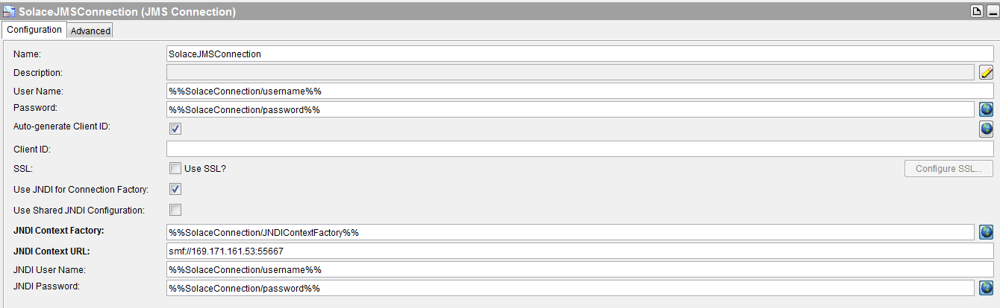 SolaceJMSConnection (JMS Connection)
Configuration Advanced
Name: SolaceJMSConnection
Description:
User Name: %%SolaceConnection/username%%
Password: %%SolaceConnection/password%%
Auto-generate Client ID:
Client ID:
SSL: Use SSL? Configure SSL...
Use JNDI for Connection Factory:
Use Shared JNDI Configuration:
JNDI Context Factory: %%SolaceConnection/JNDIContextFactory%%
JNDI Context URL: smf://169.171.161.53:55667
JNDI User Name: %%SolaceConnection/username%%
JNDI Password: %%SolaceConnection/password%%